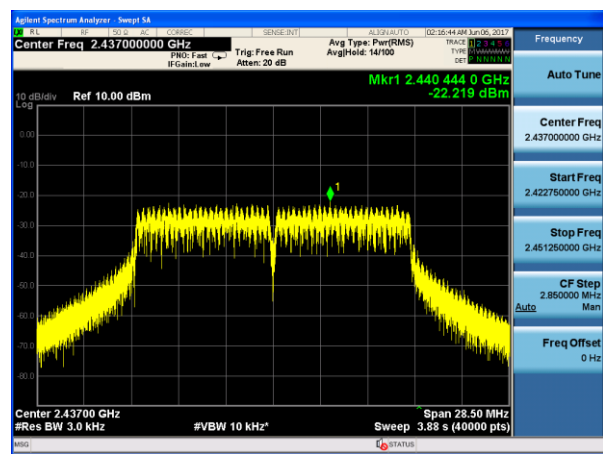 Agilent Spectrum Analyzer - Swept SA
RL RF 50 Ω AC CORREC SENSE:INT ALIGNAUTO 02:16:44 AM Jun 06, 2017
Center Freq 2.437000000 GHz
PNO: Fast
IFGain:Low
Trig: Free Run
Atten: 20 dB
Avg Type: Pwr(RMS)
Avg|Hold: 14/100
TRACE 1 2 3 4 5 6
TYPE
DET P N N N N N
Mkr1 2.440 444 0 GHz
-22.219 dBm
10 dB/div Ref 10.00 dBm
Log
0.00
-10.0
-20.0
-30.0
-40.0
-50.0
-60.0
-70.0
-80.0
1
Center 2.43700 GHz
Span 28.50 MHz
#Res BW 3.0 kHz #VBW 10 kHz* Sweep 3.88 s (40000 pts)
MSG STATUS
Frequency
Auto Tune
Center Freq
2.437000000 GHz
Start Freq
2.422750000 GHz
Stop Freq
2.451250000 GHz
CF Step
2.850000 MHz
Auto Man
Freq Offset
0 Hz